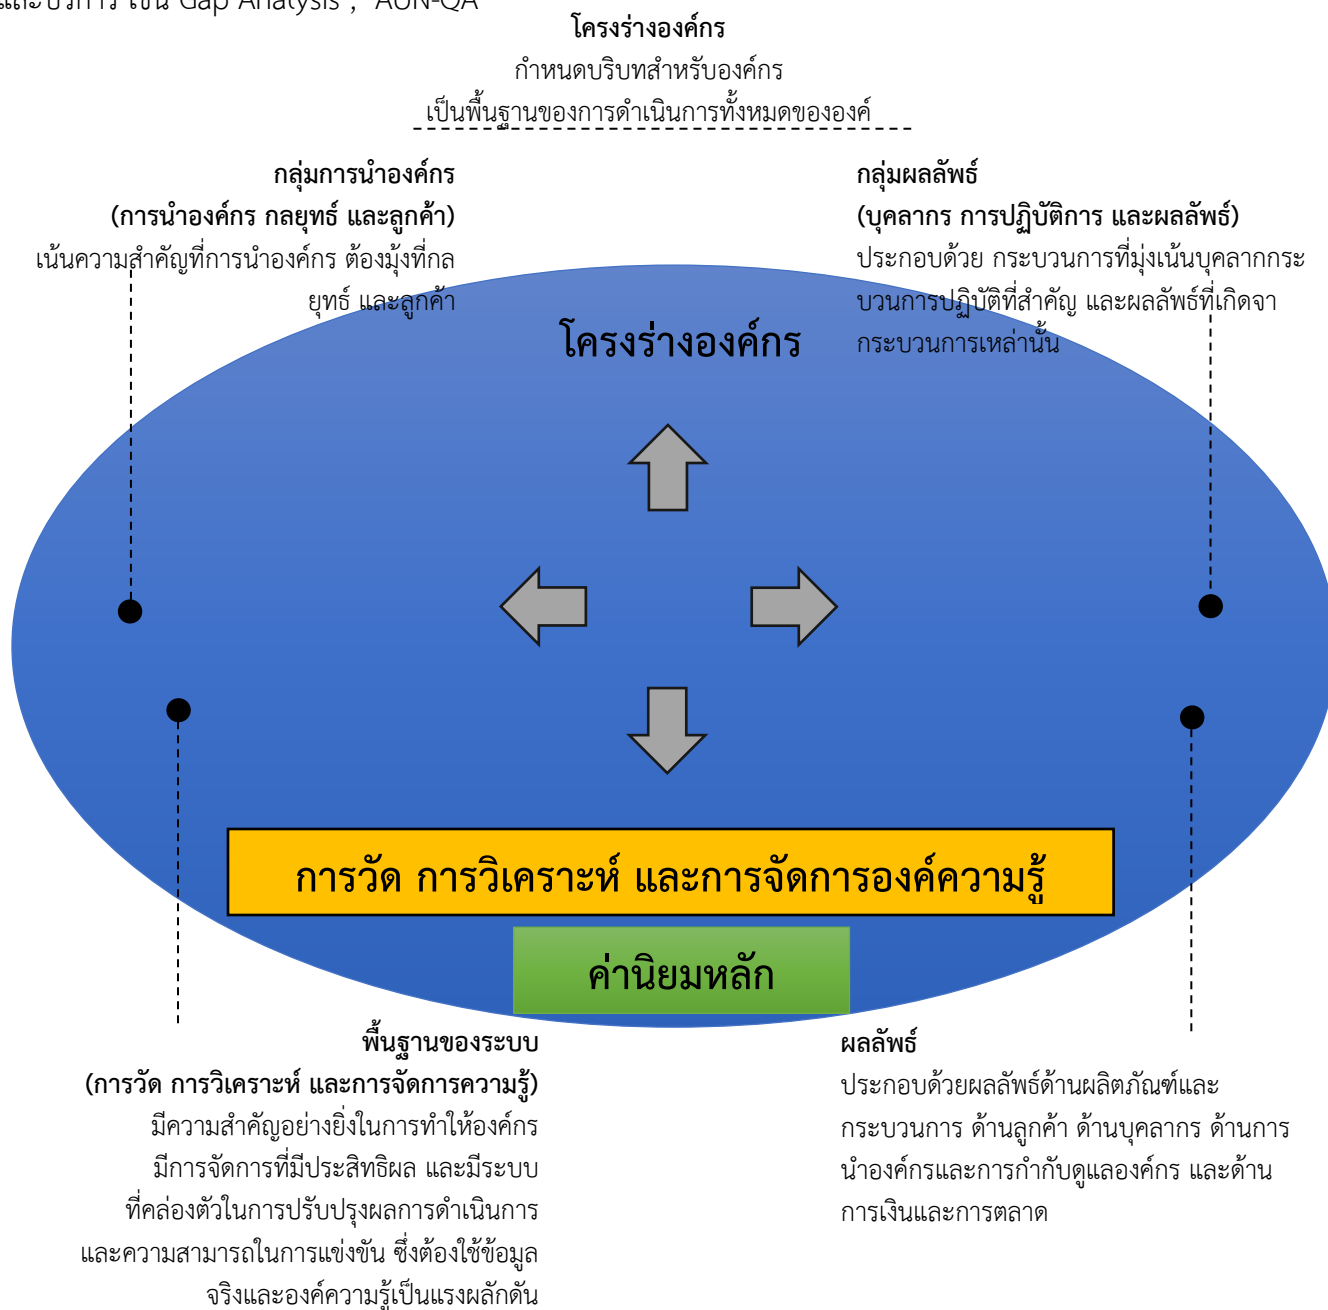 และบริการ เช่น Gap Analysis , AUN-QA
โครงร่างองค์กร
กำหนดบริบทสำหรับองค์กร
เป็นพื้นฐานของการดำเนินการทั้งหมดขององค์
กลุ่มการนำองค์กร
(การนำองค์กร กลยุทธ์ และลูกค้า)
เน้นความสำคัญที่การนำองค์กร ต้องมุ้งที่กล
ยุทธ์ และลูกค้า
กลุ่มผลลัพธ์
(บุคลากร การปฏิบัติการ และผลลัพธ์)
ประกอบด้วย กระบวนการที่มุ่งเน้นบุคลากกระ
บวนการปฏิบัติที่สำคัญ และผลลัพธ์ที่เกิดจา
กระบวนการเหล่านั้น
โครงร่างองค์กร
การวัด การวิเคราะห์ และการจัดการองค์ความรู้
ค่านิยมหลัก
พื้นฐานของระบบ
(การวัด การวิเคราะห์ และการจัดการความรู้)
มีความสำคัญอย่างยิ่งในการทำให้องค์กร
มีการจัดการที่มีประสิทธิผล และมีระบบ
ที่คล่องตัวในการปรับปรุงผลการดำเนินการ
และความสามารถในการแข่งขัน ซึ่งต้องใช้ข้อมูล
จริงและองค์ความรู้เป็นแรงผลักดัน
ผลลัพธ์
ประกอบด้วยผลลัพธ์ด้านผลิตภัณฑ์และ
กระบวนการ ด้านลูกค้า ด้านบุคลากร ด้านการ
นำองค์กรและการกำกับดูแลองค์กร และด้าน
การเงินและการตลาด